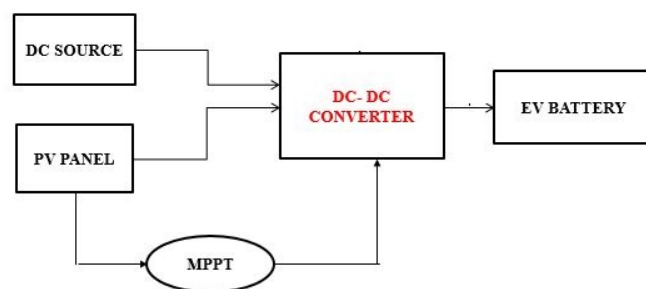 DC SOURCE
DC- DC
CONVERTER
EV BATTERY
PV PANEL
MPPT